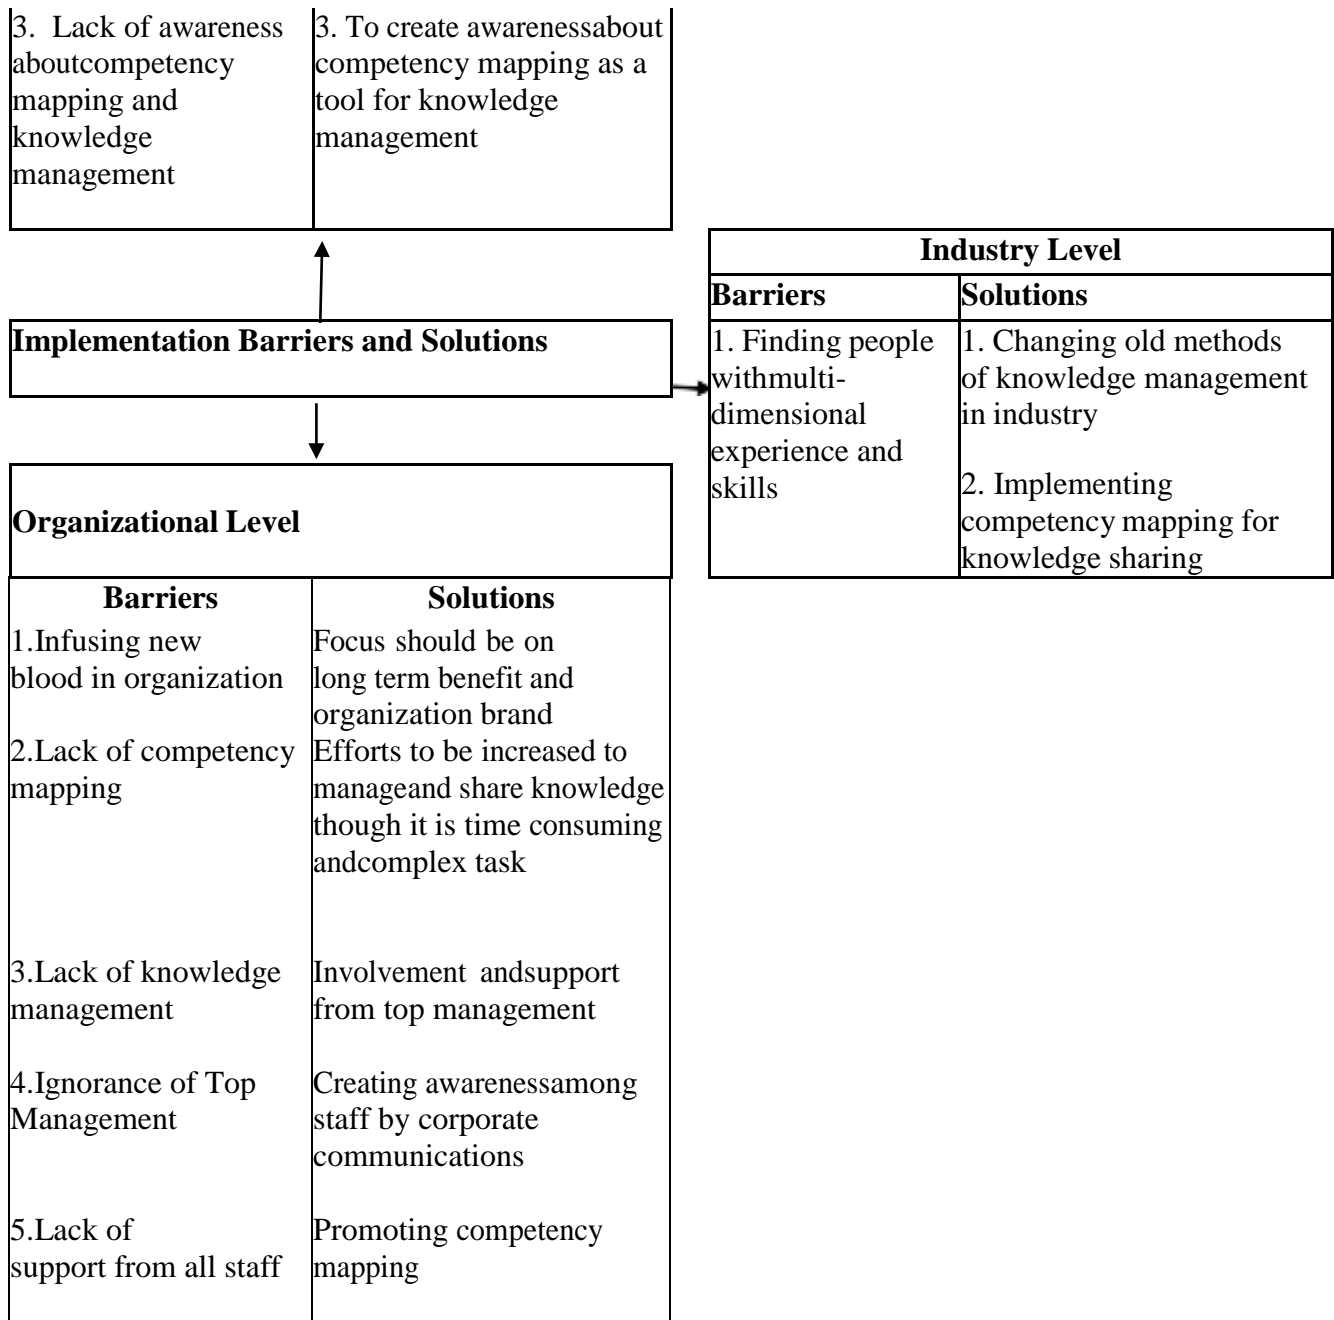 3. Lack of awareness
aboutcompetency
mapping and
knowledge
management
3. To create awarenessabout
competency mapping as a
tool for knowledge
management
Implementation Barriers and Solutions
Industry Level
Barriers
Solutions
1. Finding people
withmulti-
dimensional
experience and
skills
1. Changing old methods
of knowledge management
in industry
2. Implementing
competency mapping for
knowledge sharing
Organizational Level
Barriers
Solutions
1.Infusing new
blood in organization
Focus should be on
long term benefit and
organization brand
2.Lack of competency
mapping
Efforts to be increased to
manageand share knowledge
though it is time consuming
andcomplex task
3.Lack of knowledge
management
Involvement andsupport
from top management
4.Ignorance of Top
Management
Creating awarenessamong
staff by corporate
communications
5.Lack of
support from all staff
Promoting competency
mapping